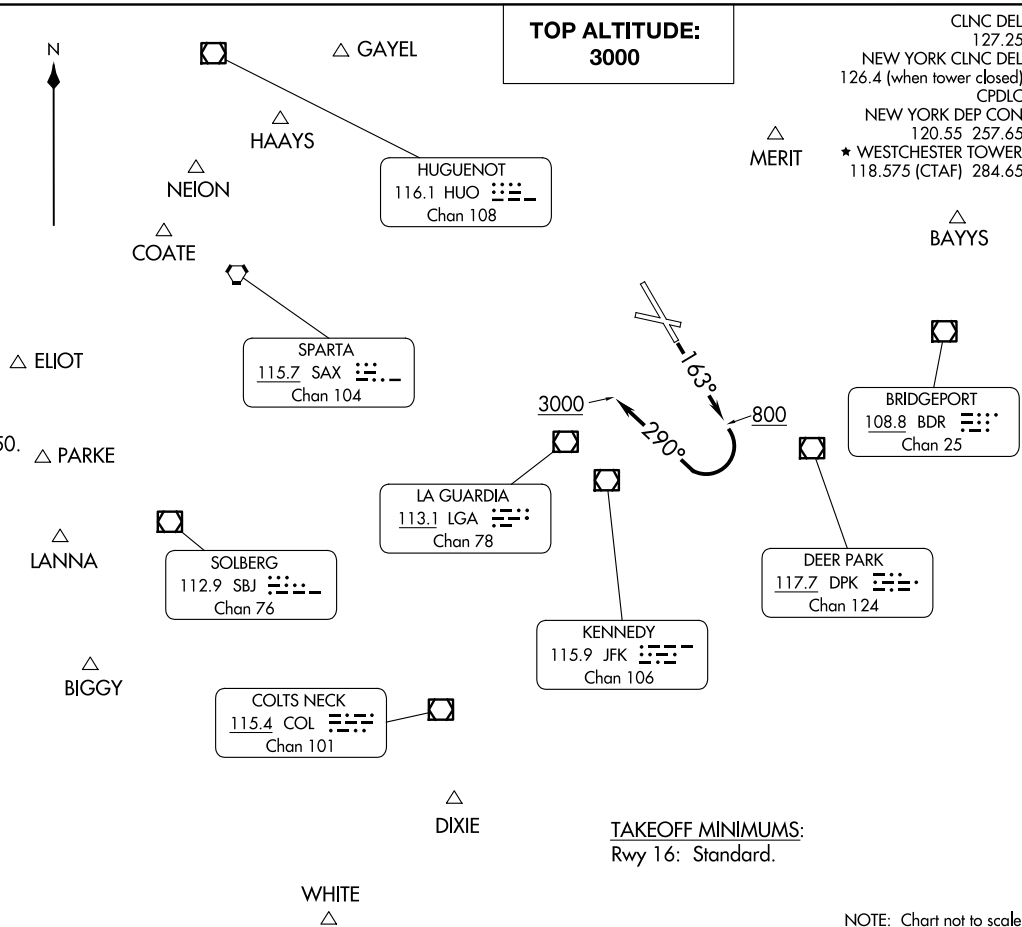 TOP ALTITUDE:
3000
CLNC DEL
127.25
NEW YORK CLNC DEL
126.4 (when tower closed)
CPDLC
NEW YORK DEP CON
120.55 257.65
★ WESTCHESTER TOWER
118.575 (CTAF) 284.65
N
GAYEL
HAAYS
NEION
COATE
MERIT
BAYYS
HUGUENOT
116.1 HUO
Chan 108
SPARTA
115.7 SAX
Chan 104
ELIOT
50.
PARKE
LANNA
BIGGY
163°
800
290°
3000
BRIDGEPORT
108.8 BDR
Chan 25
LA GUARDIA
113.1 LGA
Chan 78
SOLBERG
112.9 SBJ
Chan 76
DEER PARK
117.7 DPK
Chan 124
KENNEDY
115.9 JFK
Chan 106
COLTS NECK
115.4 COL
Chan 101
DIXIE
WHITE
TAKEOFF MINIMUMS:
Rwy 16: Standard.
NOTE: Chart not to scale